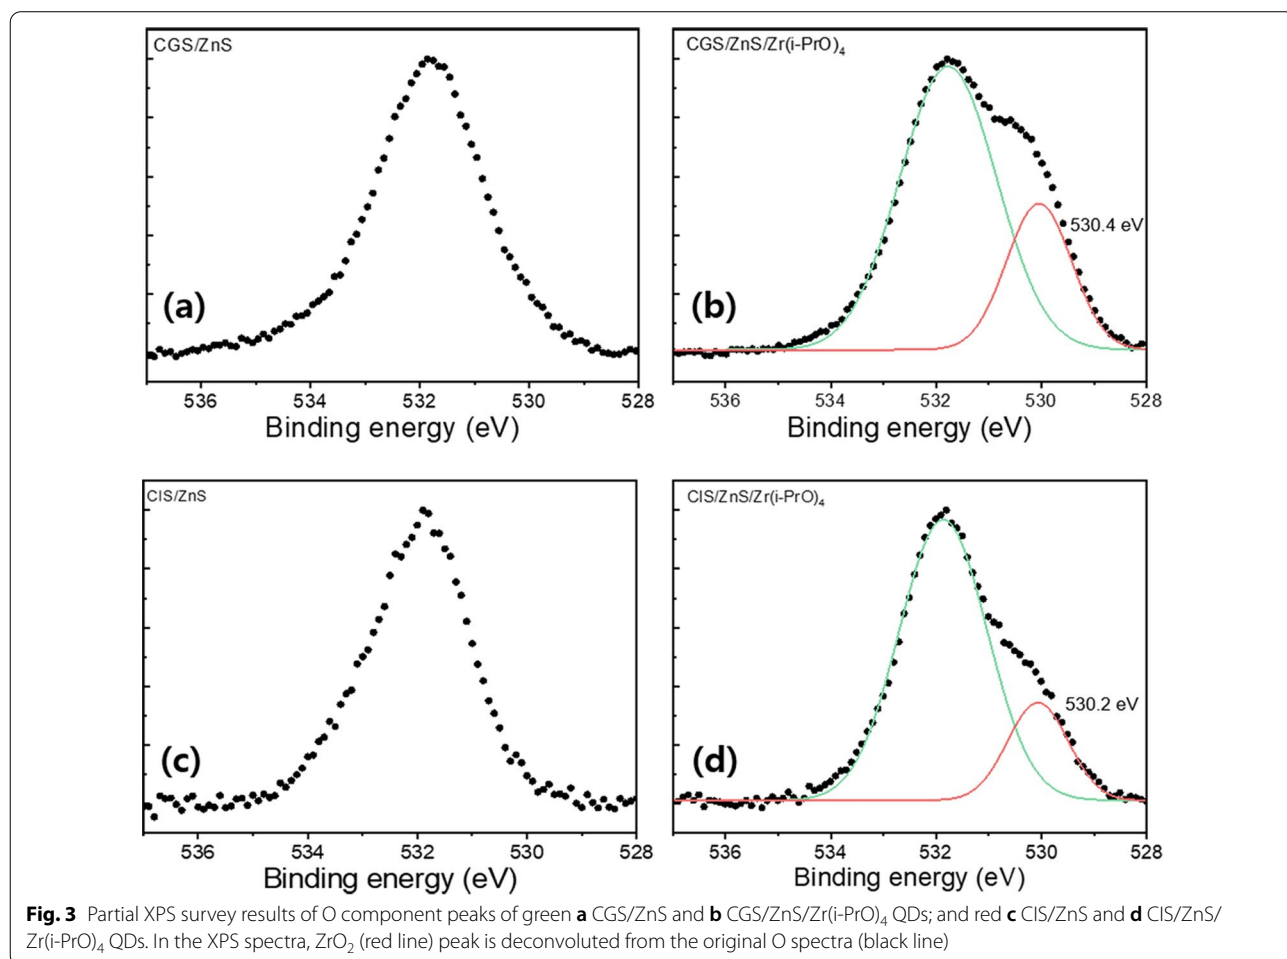 CGS/ZnS
(a)
536 534 532 530 528
Binding energy (eV)
CGS/ZnS/Zr(i-PrO)₄
530.4 eV
(b)
536 534 532 530 528
Binding energy (eV)
CIS/ZnS
(c)
536 534 532 530 528
Binding energy (eV)
CIS/ZnS/Zr(i-PrO)₄
530.2 eV
(d)
536 534 532 530 528
Binding energy (eV)
Fig. 3 Partial XPS survey results of O component peaks of green a CGS/ZnS and b CGS/ZnS/Zr(i-PrO)₄ QDs; and red c CIS/ZnS and d CIS/ZnS/
Zr(i-PrO)₄ QDs. In the XPS spectra, ZrO₂ (red line) peak is deconvoluted from the original O spectra (black line)